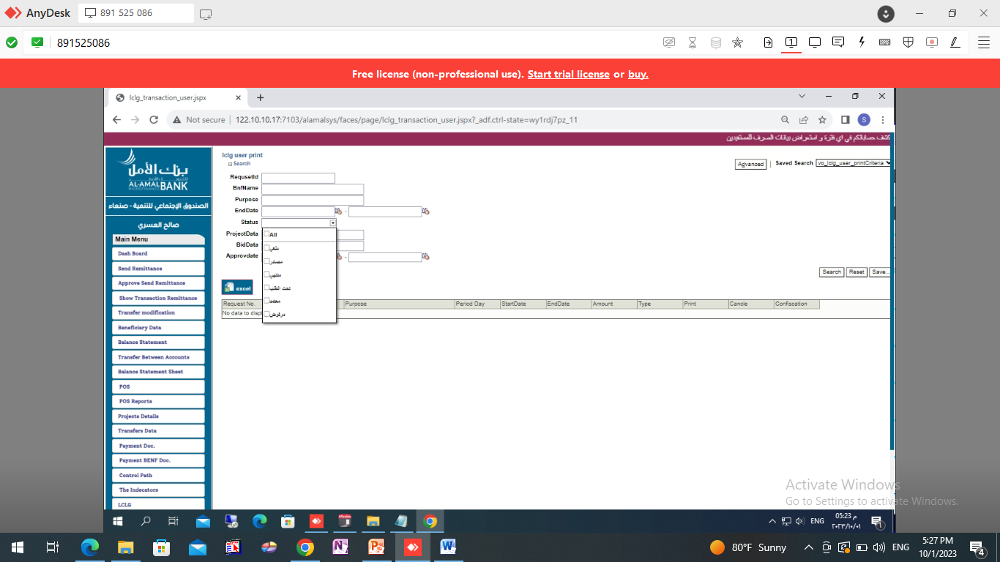 AnyDesk
891 525 086
891525086
1
Free license (non-professional use). Start trial license or buy.
lclg_transaction_user.jspx
Not secure
122.10.10.17:7103/alamalsys/faces/page/lclg_transaction_user.jspx?_adf.ctrl-state=wy1rdj7pz_11
S
كشف حساباتكم في اي فترة و استعراض بيانات الصرف للمستفيدين
بنك الأمل
AL-AMAL BANK
MICROFINANCE
الصندوق الإجتماعي للتنمية - صنعاء
صالح العسري
Main Menu
Dash Board
Send Remittance
Approve Send Remittance
Show Transaction Remittance
Transfer modification
Beneficiary Data
Balance Statement
Transfer Between Accounts
Balance Statement Sheet
POS
POS Reports
Projects Details
Transfers Data
Payment Doc.
Payment BENF Doc.
Control Path
The Indecators
LCLG
lclg user print
Search
Advanced
Saved Search
vo_lclg_user_printCriteria
RequsetId
BnfName
Purpose
EndDate
-
Status
ProjectData
BidData
Approvdate
-
All
ملغي
مصادر
منتهي
تحت الطلب
معتمد
مرفوض
Search
Reset
Save...
excel
Request No.
Purpose
Period Day
StartDate
EndDate
Amount
Type
Print
Cancle
Confiscation
No data to disp
Activate Windows
Go to Settings to activate Windows.
ENG
05:23 م
٢٠٢٣/١٠/٠١
1
80°F Sunny
ENG
5:27 PM
10/1/2023
4